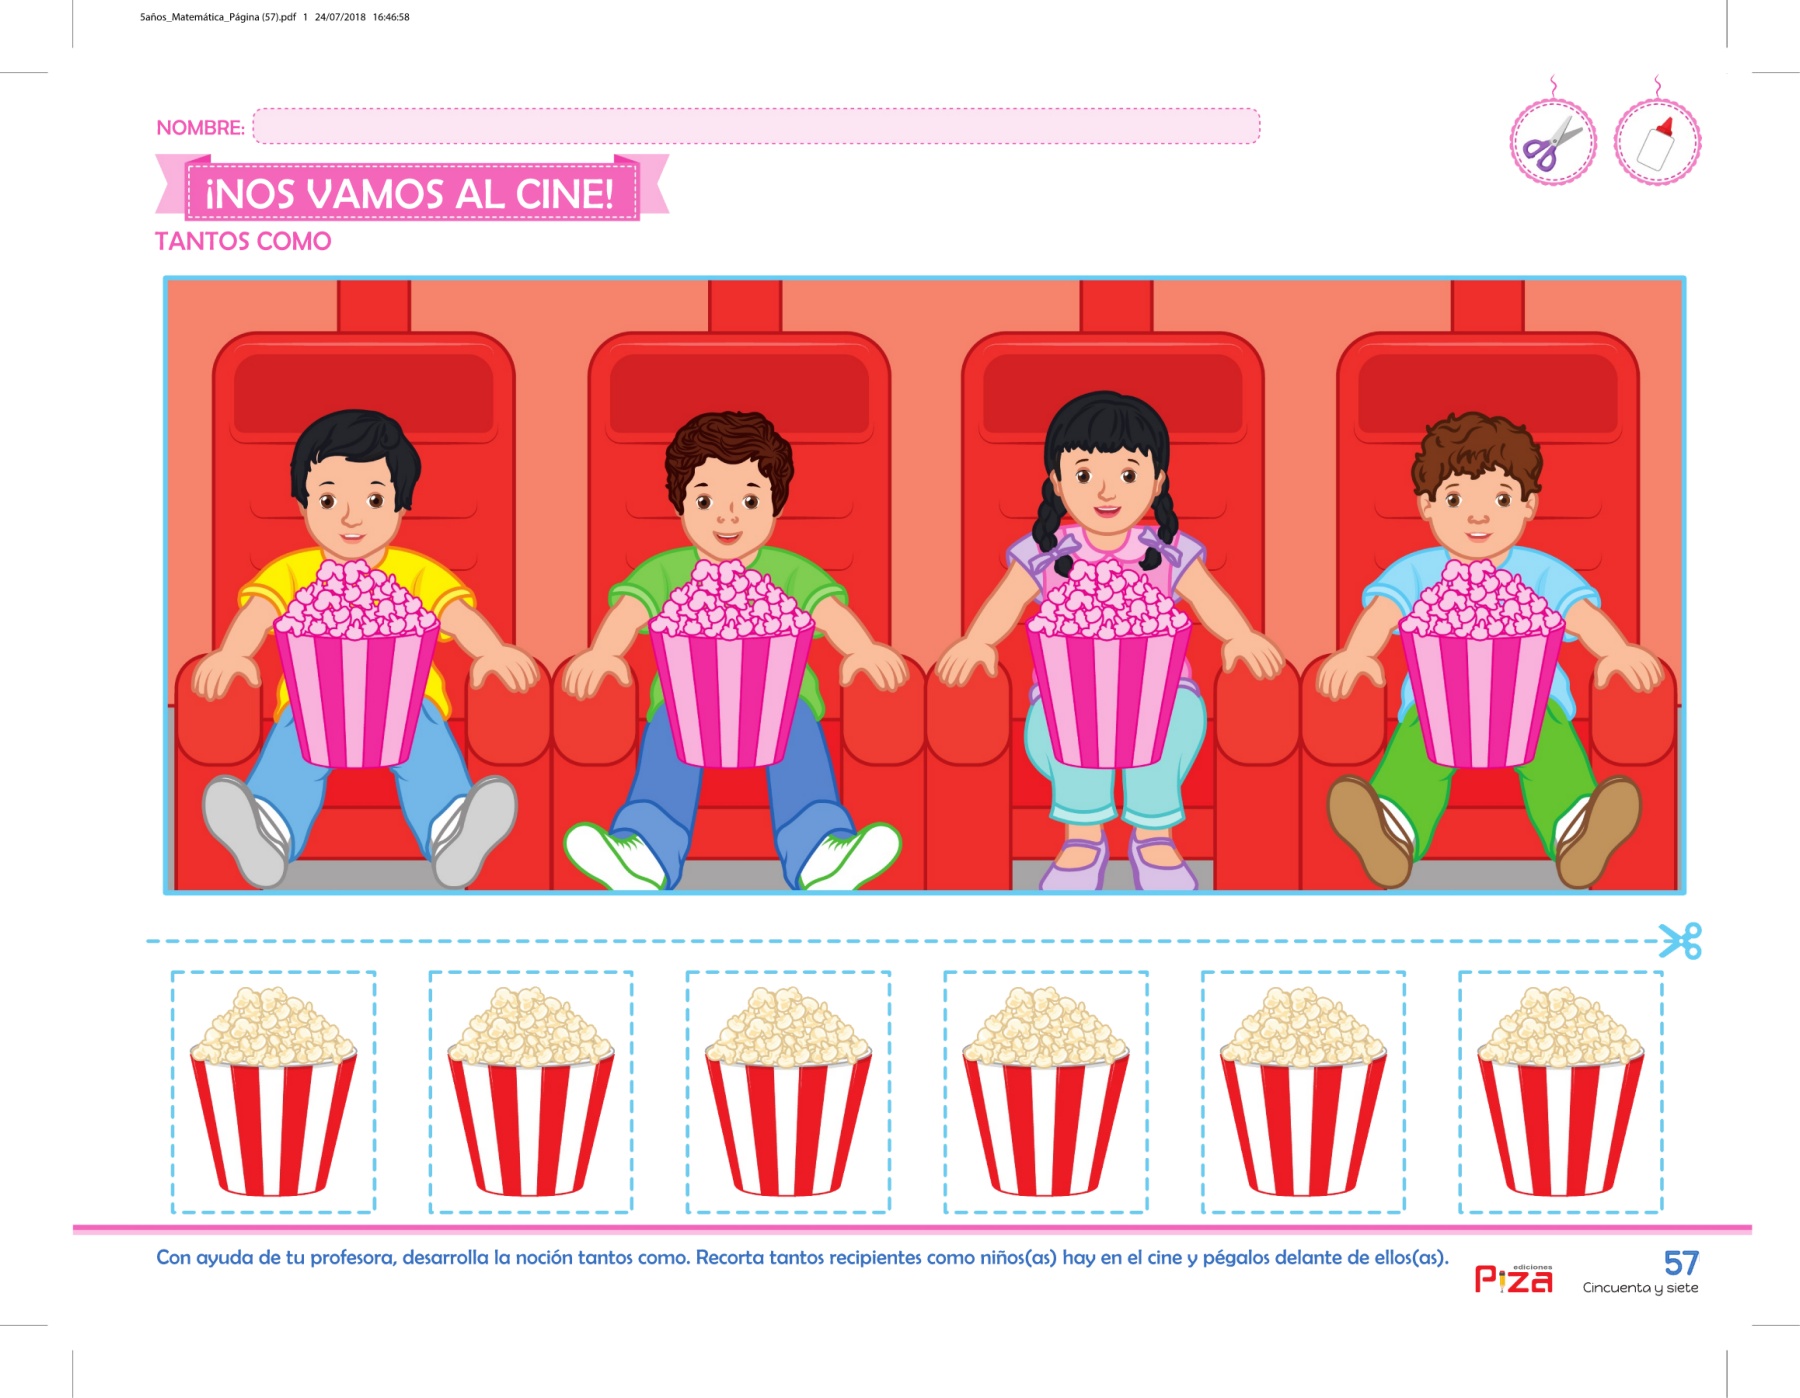 5años_Matemática_Página (57).pdf 1 24/07/2018 16:46:58
NOMBRE:
¡NOS VAMOS AL CINE!
TANTOS COMO
Con ayuda de tu profesora, desarrolla la noción tantos como. Recorta tantos recipientes como niños(as) hay en el cine y pégalos delante de ellos(as).
ediciones
Piza
57
Cincuenta y siete